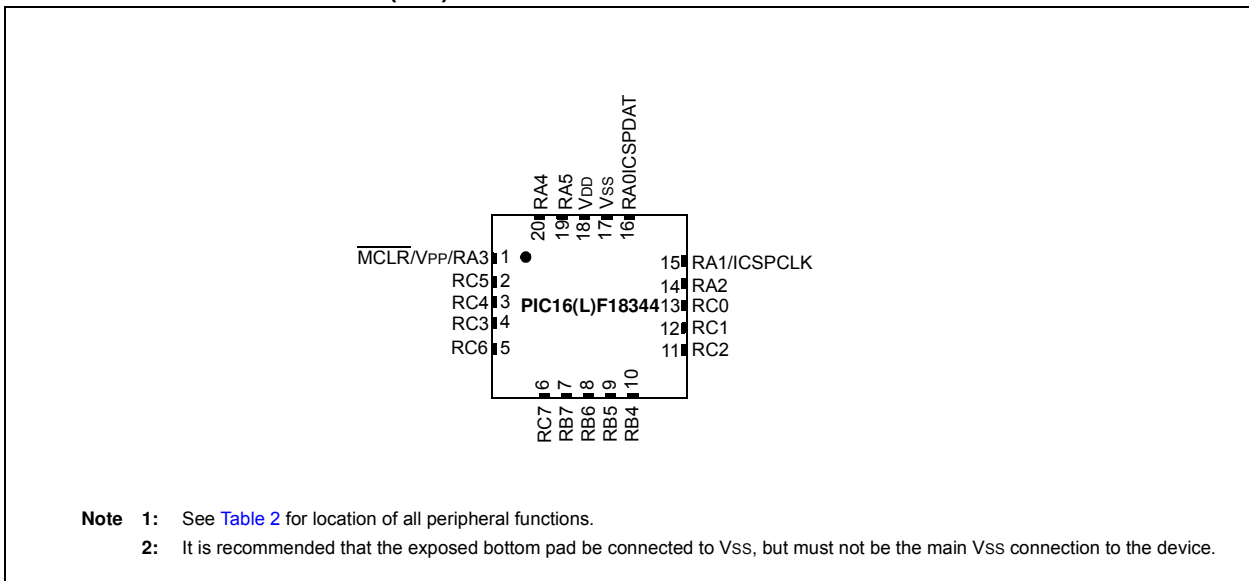 RA4
RA5
VDD
VSS
RA0ICSPDAT
20
19
18
17
16
MCLR/VPP/RA3 1
RC5 2
RC4 3
RC3 4
RC6 5
PIC16(L)F18344
15 RA1/ICSPCLK
14 RA2
13 RC0
12 RC1
11 RC2
6
7
8
9
10
RC7
RB7
RB6
RB5
RB4
Note 1: See Table 2 for location of all peripheral functions.
2: It is recommended that the exposed bottom pad be connected to VSS, but must not be the main VSS connection to the device.